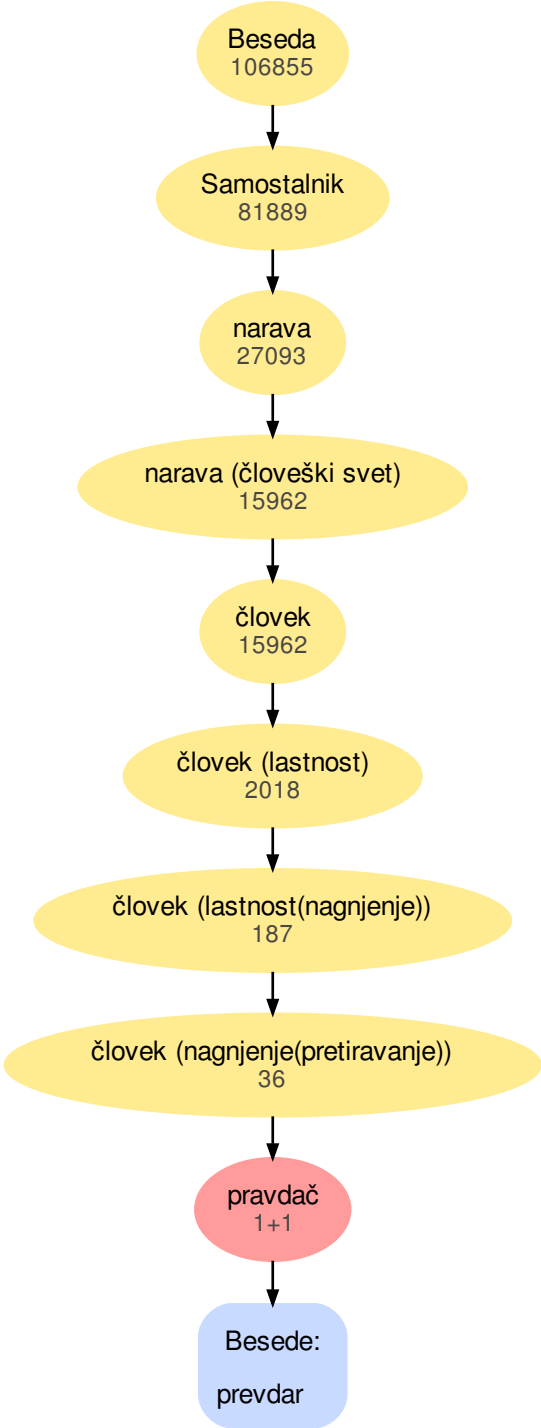 Beseda
106855
Samostalnik
81889
narava
27093
narava (človeški svet)
15962
človek
15962
človek (lastnost)
2018
človek (lastnost(nagnjenje))
187
človek (nagnjenje(pretiravanje))
36
pravdač
1+1
Besede:
prevdar